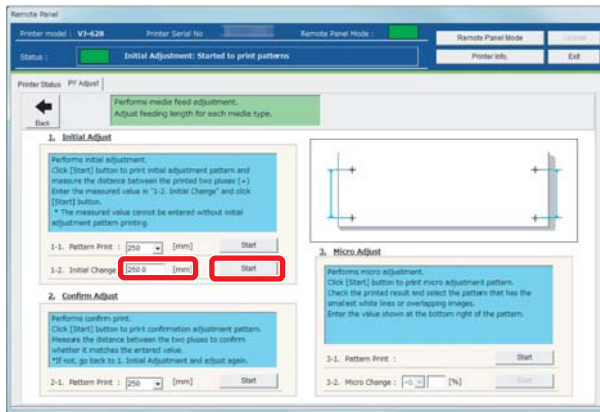 Remote Panel
Printer model : VJ-628
Printer Serial No
Remote Panel Mode :
Remote Panel Mode
Update
Status :
Initial Adjustment: Started to print patterns
Printer Info.
Exit
Printer Status
PF Adjust
Back
Performs media feed adjustment.
Adjust feeding length for each media type.
1. Initial Adjust
Performs initial adjustment.
Click [Start] button to print initial adjustment pattern and
measure the distance between the printed two pluses (+)
Enter the measured value in "1-2. Initial Change" and click
[Start] button.
* The measured value cannot be entered without initial
adjustment pattern printing.
1-1. Pattern Print : 250 [mm] Start
1-2. Initial Change 250.0 [mm] Start
2. Confirm Adjust
Performs confirm print.
Click [Start] button to print confirmation adjustment pattern.
Measure the distance between the two pluses to confirm
whether it matches the entered value.
*If not, go back to 1. Initial Adjustment and adjust again.
2-1. Pattern Print : 250 [mm] Start
3. Micro Adjust
Performs micro adjustment.
Click [Start] button to print micro adjustment pattern.
Check the printed result and select the pattern that has the
smallest white lines or overlapping images.
Enter the value shown at the bottom right of the pattern.
3-1. Pattern Print : Start
3-2. Micro Change : +0. [%] Start